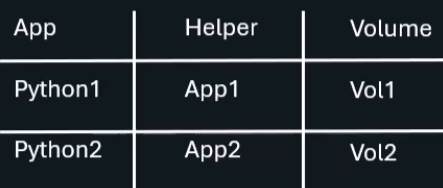 App Helper Volume
Python1 App1 Vol1
Python2 App2 Vol2